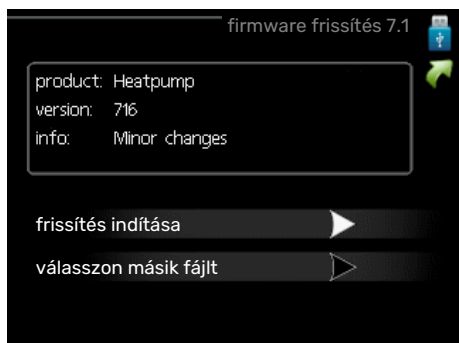 firmware frissítés 7.1
product: Heatpump
version: 716
info: Minor changes
frissítés indítása
válasszon másik fájlt